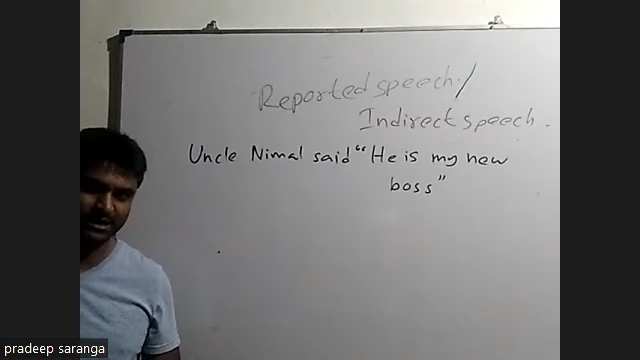 Reported speech /
Indirect speech.
Uncle Nimal said “He is my new
boss”
pradeep saranga